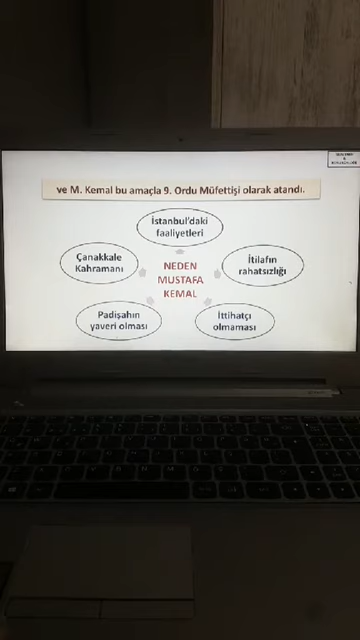 ve M. Kemal bu amaçla 9. Ordu Müfettişi olarak atandı.
İstanbul'daki
faaliyetleri
Çanakkale
Kahramanı
İtilafın
rahatsızlığı
NEDEN
MUSTAFA
KEMAL
Padişahın
yaveri olması
İttihatçı
olmaması